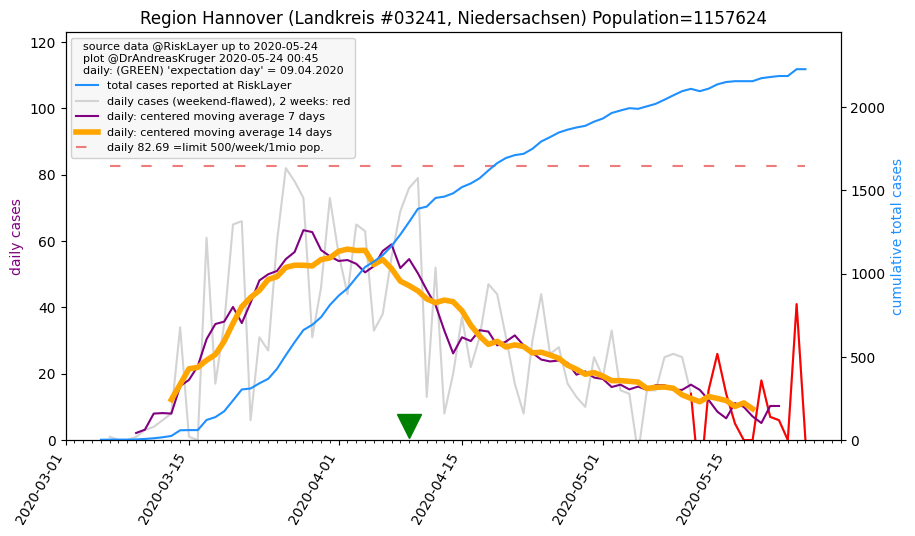 Region Hannover (Landkreis #03241, Niedersachsen) Population=1157624
source data @RiskLayer up to 2020-05-24
plot @DrAndreasKruger 2020-05-24 00:45
daily: (GREEN) 'expectation day' = 09.04.2020
total cases reported at RiskLayer
daily cases (weekend-flawed), 2 weeks: red
daily: centered moving average 7 days
daily: centered moving average 14 days
daily 82.69 =limit 500/week/1mio pop.
daily cases
120
100
80
60
40
20
0
cumulative total cases
2000
1500
1000
500
0
2020-03-01
2020-03-15
2020-04-01
2020-04-15
2020-05-01
2020-05-15